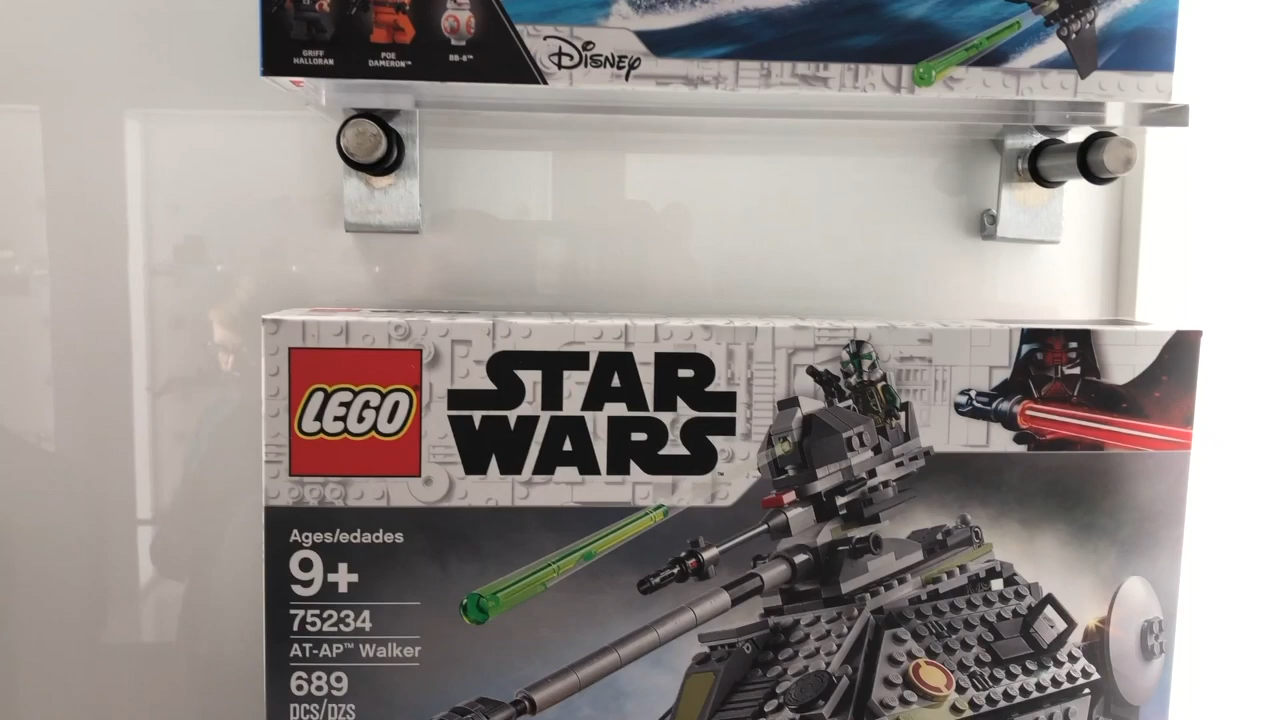 GRIFF
HALLORAN
POE
DAMERON™
BB-8™
Disney
LEGO
STAR
WARS
Ages/edades
9+
75234
AT-AP™ Walker
689
pcs/pzs